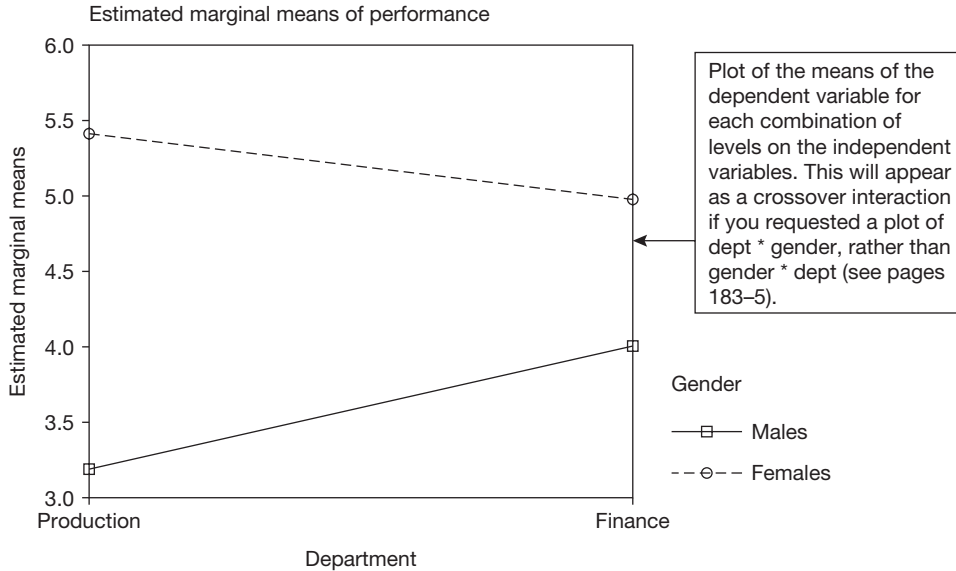 Estimated marginal means of performance
Estimated marginal means
6.0
5.5
5.0
4.5
4.0
3.5
3.0
Production
Finance
Department
Plot of the means of the
dependent variable for
each combination of
levels on the independent
variables. This will appear
as a crossover interaction
if you requested a plot of
dept * gender, rather than
gender * dept (see pages
183–5).
Gender
Males
Females